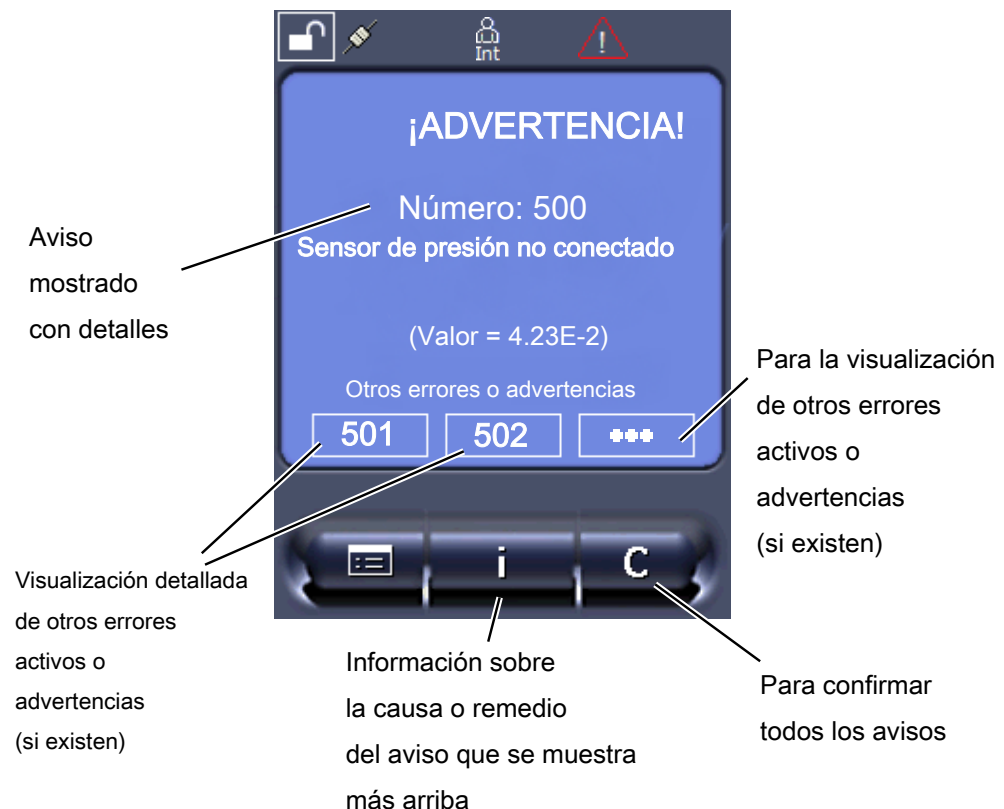 Int
!
¡ADVERTENCIA!
Número: 500
Sensor de presión no conectado
(Valor = 4.23E-2)
Otros errores o advertencias
501
502
•••
i
C
Aviso
mostrado
con detalles
Para la visualización
de otros errores
activos o
advertencias
(si existen)
Visualización detallada
de otros errores
activos o
advertencias
(si existen)
Información sobre
la causa o remedio
del aviso que se muestra
más arriba
Para confirmar
todos los avisos